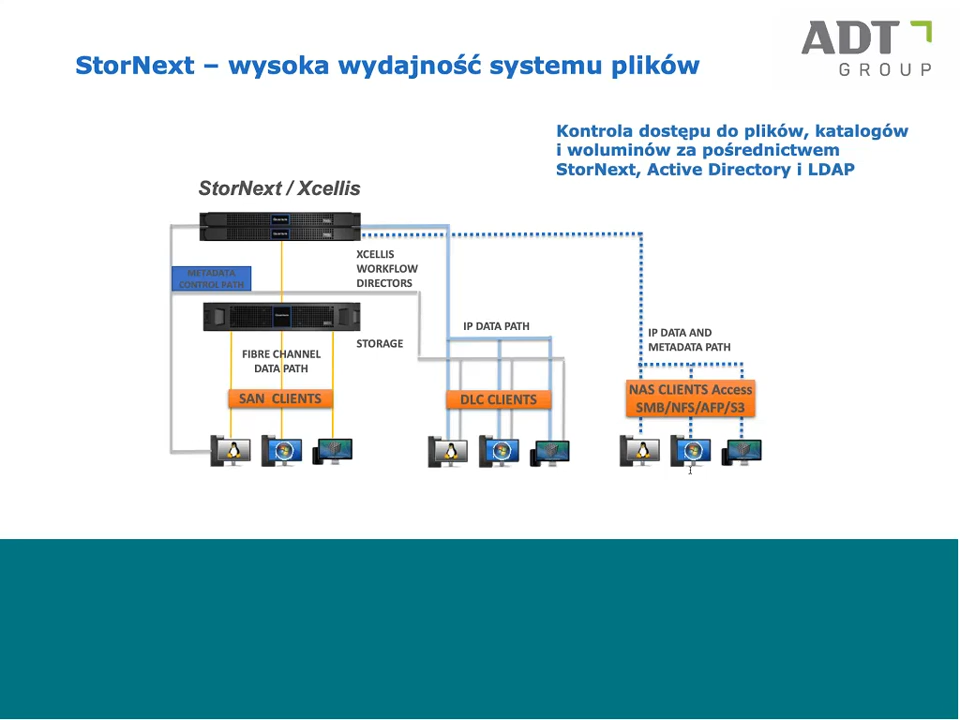 ADT
GROUP
StorNext – wysoka wydajność systemu plików
Kontrola dostępu do plików, katalogów
i woluminów za pośrednictwem
StorNext, Active Directory i LDAP
StorNext / Xcellis
XCELLIS
WORKFLOW
DIRECTORS
METADATA
CONTROL PATH
STORAGE
FIBRE CHANNEL
DATA PATH
IP DATA PATH
IP DATA AND
METADATA PATH
SAN CLIENTS
DLC CLIENTS
NAS CLIENTS Access
SMB/NFS/AFP/S3